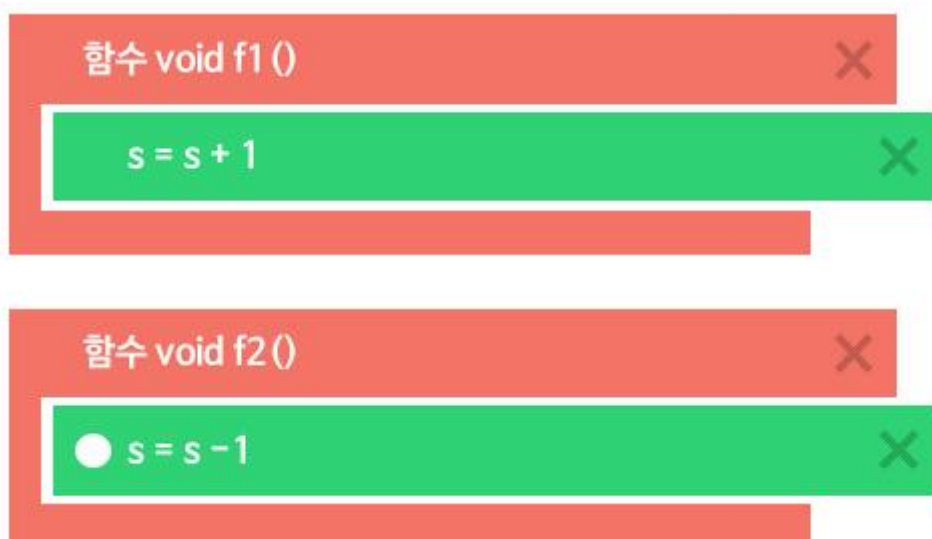 함수 void f1 ()
s = s + 1
함수 void f2 ()
s = s - 1